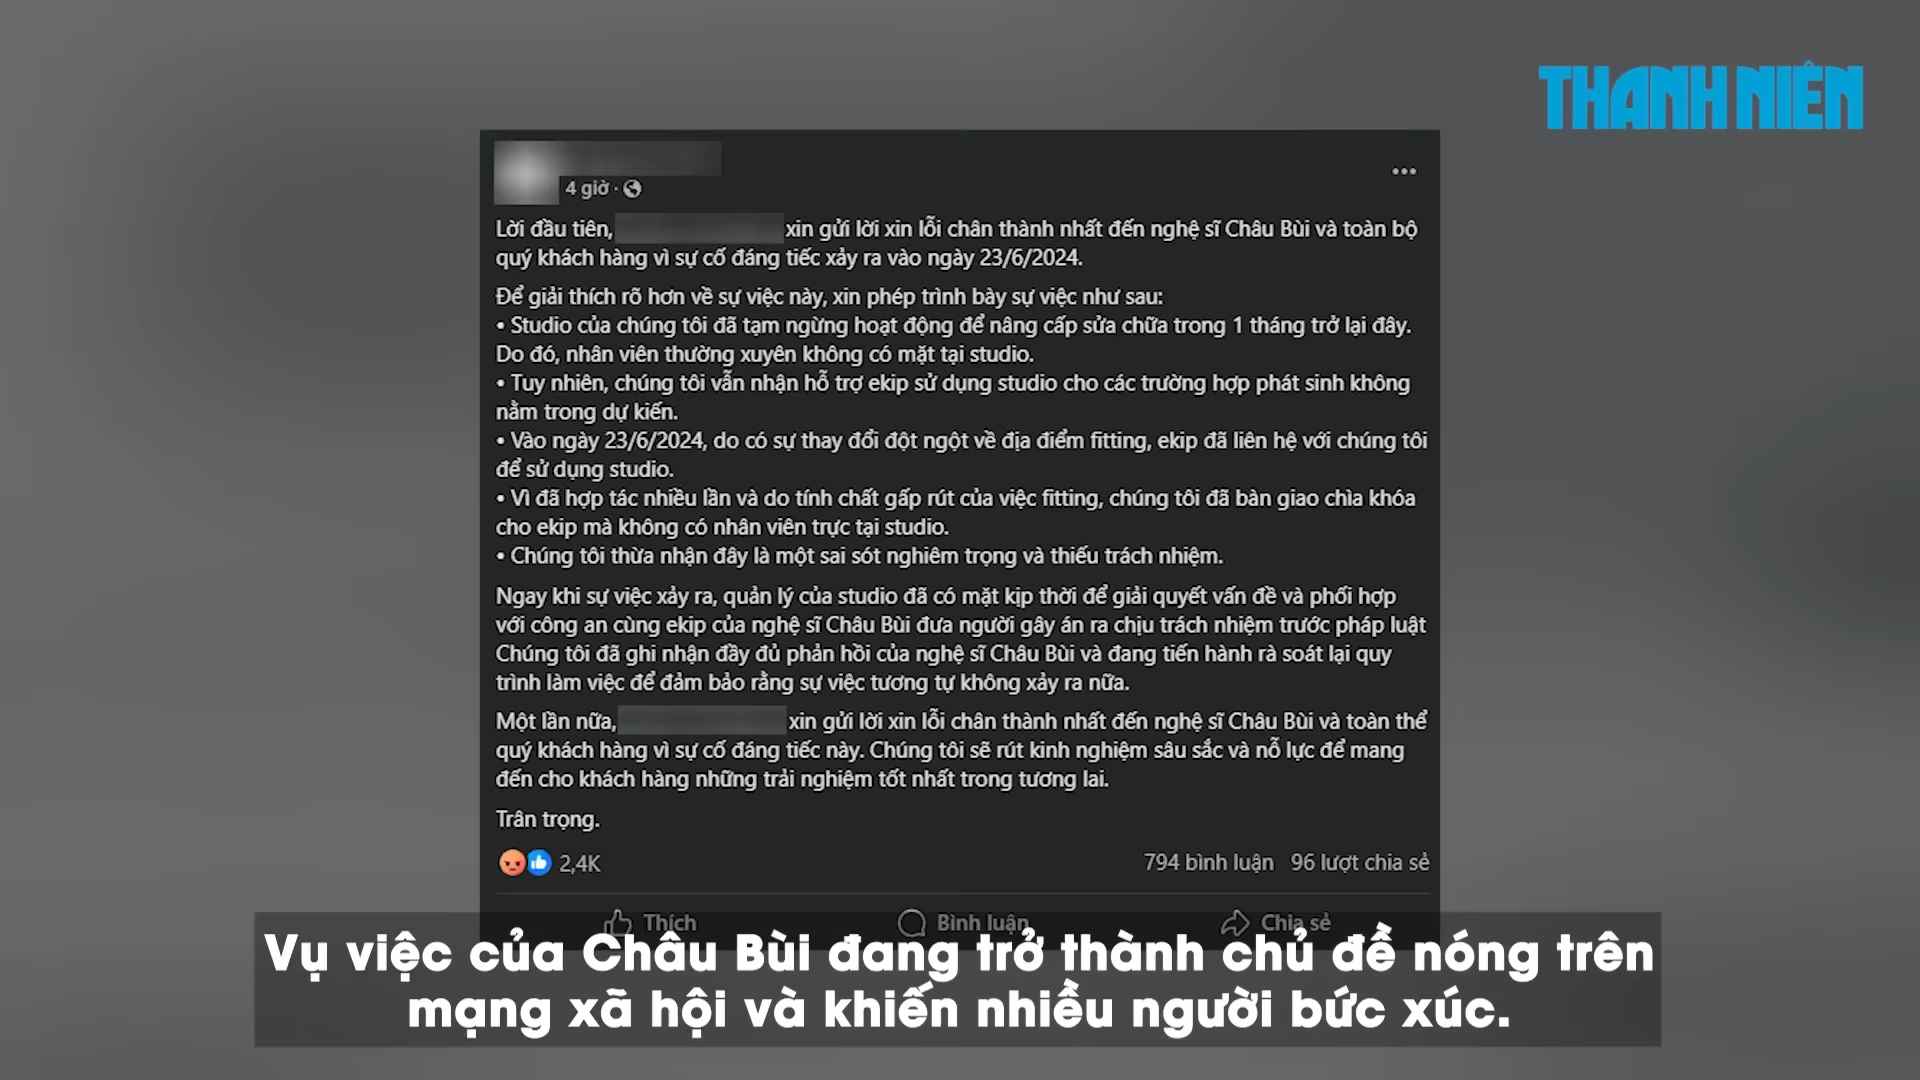 THANH NIÊN
4 giờ ·
Lời đầu tiên, xin gửi lời xin lỗi chân thành nhất đến nghệ sĩ Châu Bùi và toàn bộ
quý khách hàng vì sự cố đáng tiếc xảy ra vào ngày 23/6/2024.
Để giải thích rõ hơn về sự việc này, xin phép trình bày sự việc như sau:
• Studio của chúng tôi đã tạm ngừng hoạt động để nâng cấp sửa chữa trong 1 tháng trở lại đây.
Do đó, nhân viên thường xuyên không có mặt tại studio.
• Tuy nhiên, chúng tôi vẫn nhận hỗ trợ ekip sử dụng studio cho các trường hợp phát sinh không
nằm trong dự kiến.
• Vào ngày 23/6/2024, do có sự thay đổi đột ngột về địa điểm fitting, ekip đã liên hệ với chúng tôi
để sử dụng studio.
• Vì đã hợp tác nhiều lần và do tính chất gấp rút của việc fitting, chúng tôi đã bàn giao chìa khóa
cho ekip mà không có nhân viên trực tại studio.
• Chúng tôi thừa nhận đây là một sai sót nghiêm trọng và thiếu trách nhiệm.
Ngay khi sự việc xảy ra, quản lý của studio đã có mặt kịp thời để giải quyết vấn đề và phối hợp
với công an cùng ekip của nghệ sĩ Châu Bùi đưa người gây án ra chịu trách nhiệm trước pháp luật
Chúng tôi đã ghi nhận đầy đủ phản hồi của nghệ sĩ Châu Bùi và đang tiến hành rà soát lại quy
trình làm việc để đảm bảo rằng sự việc tương tự không xảy ra nữa.
Một lần nữa, xin gửi lời xin lỗi chân thành nhất đến nghệ sĩ Châu Bùi và toàn thể
quý khách hàng vì sự cố đáng tiếc này. Chúng tôi sẽ rút kinh nghiệm sâu sắc và nỗ lực để mang
đến cho khách hàng những trải nghiệm tốt nhất trong tương lai.
Trân trọng.
2,4K 794 bình luận 96 lượt chia sẻ
Thích Bình luận Chia sẻ
Vụ việc của Châu Bùi đang trở thành chủ đề nóng trên
mạng xã hội và khiến nhiều người bức xúc.